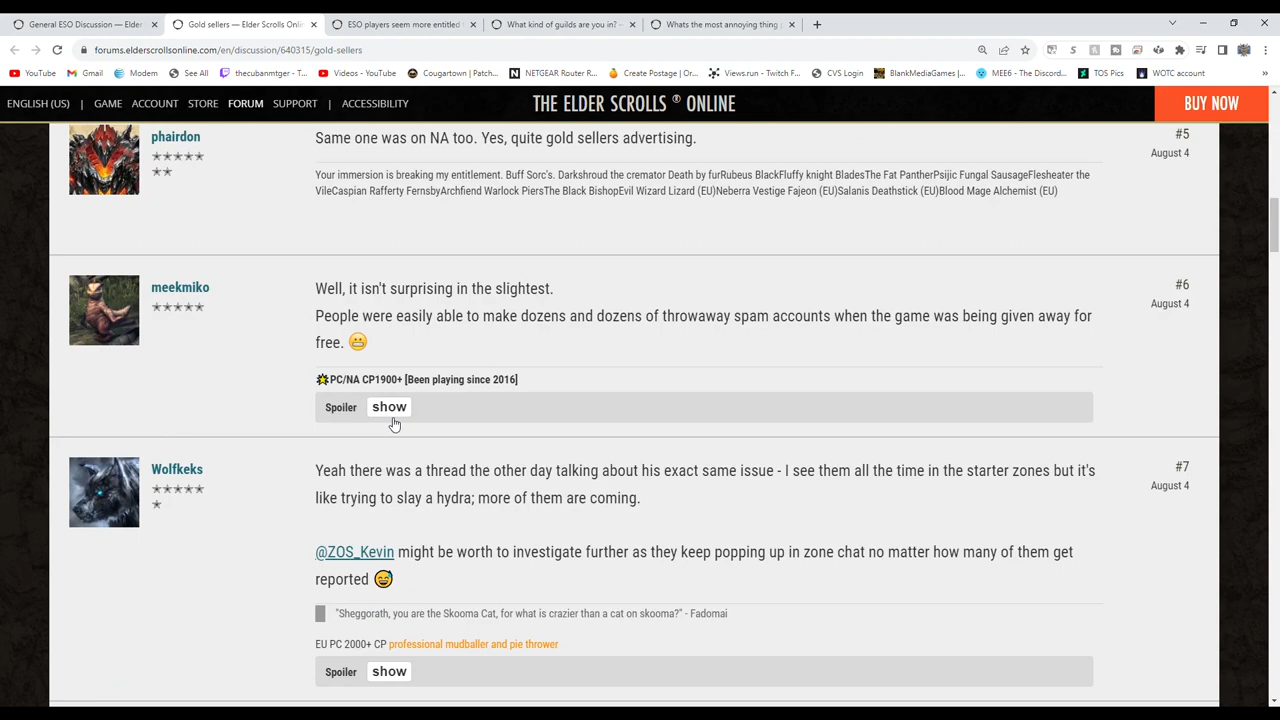 General ESO Discussion — Elder
Gold sellers — Elder Scrolls Onlin
ESO players seem more entitled
What kind of guilds are you in? –
Whats the most annoying thing
forums.elderscrollsonline.com/en/discussion/640315/gold-sellers
YouTube
Gmail
Modem
See All
thecubanmtger - T...
Videos - YouTube
Cougartown | Patch...
NETGEAR Router R...
Create Postage | Or...
Views.run - Twitch F...
CVS Login
BlankMediaGames |...
MEE6 - The Discord...
TOS Pics
WOTC account
ENGLISH (US) | GAME ACCOUNT STORE FORUM SUPPORT | ACCESSIBILITY
THE ELDER SCROLLS ® ONLINE
BUY NOW
phairdon
Same one was on NA too. Yes, quite gold sellers advertising.
#5
August 4
Your immersion is breaking my entitlement. Buff Sorc's. Darkshroud the cremator Death by furRubeus BlackFluffy knight BladesThe Fat PantherPsijic Fungal SausageFlesheater the
VileCaspian Rafferty FernsbyArchfiend Warlock PiersThe Black BishopEvil Wizard Lizard (EU)Neberra Vestige Fajeon (EU)Salanis Deathstick (EU)Blood Mage Alchemist (EU)
meekmiko
Well, it isn't surprising in the slightest.
People were easily able to make dozens and dozens of throwaway spam accounts when the game was being given away for
free. 😬
#6
August 4
PC/NA CP1900+ [Been playing since 2016]
Spoiler show
Wolfkeks
Yeah there was a thread the other day talking about his exact same issue - I see them all the time in the starter zones but it's
like trying to slay a hydra; more of them are coming.
#7
August 4
@ZOS_Kevin might be worth to investigate further as they keep popping up in zone chat no matter how many of them get
reported 😅
"Sheggorath, you are the Skooma Cat, for what is crazier than a cat on skooma?" - Fadomai
EU PC 2000+ CP professional mudballer and pie thrower
Spoiler show